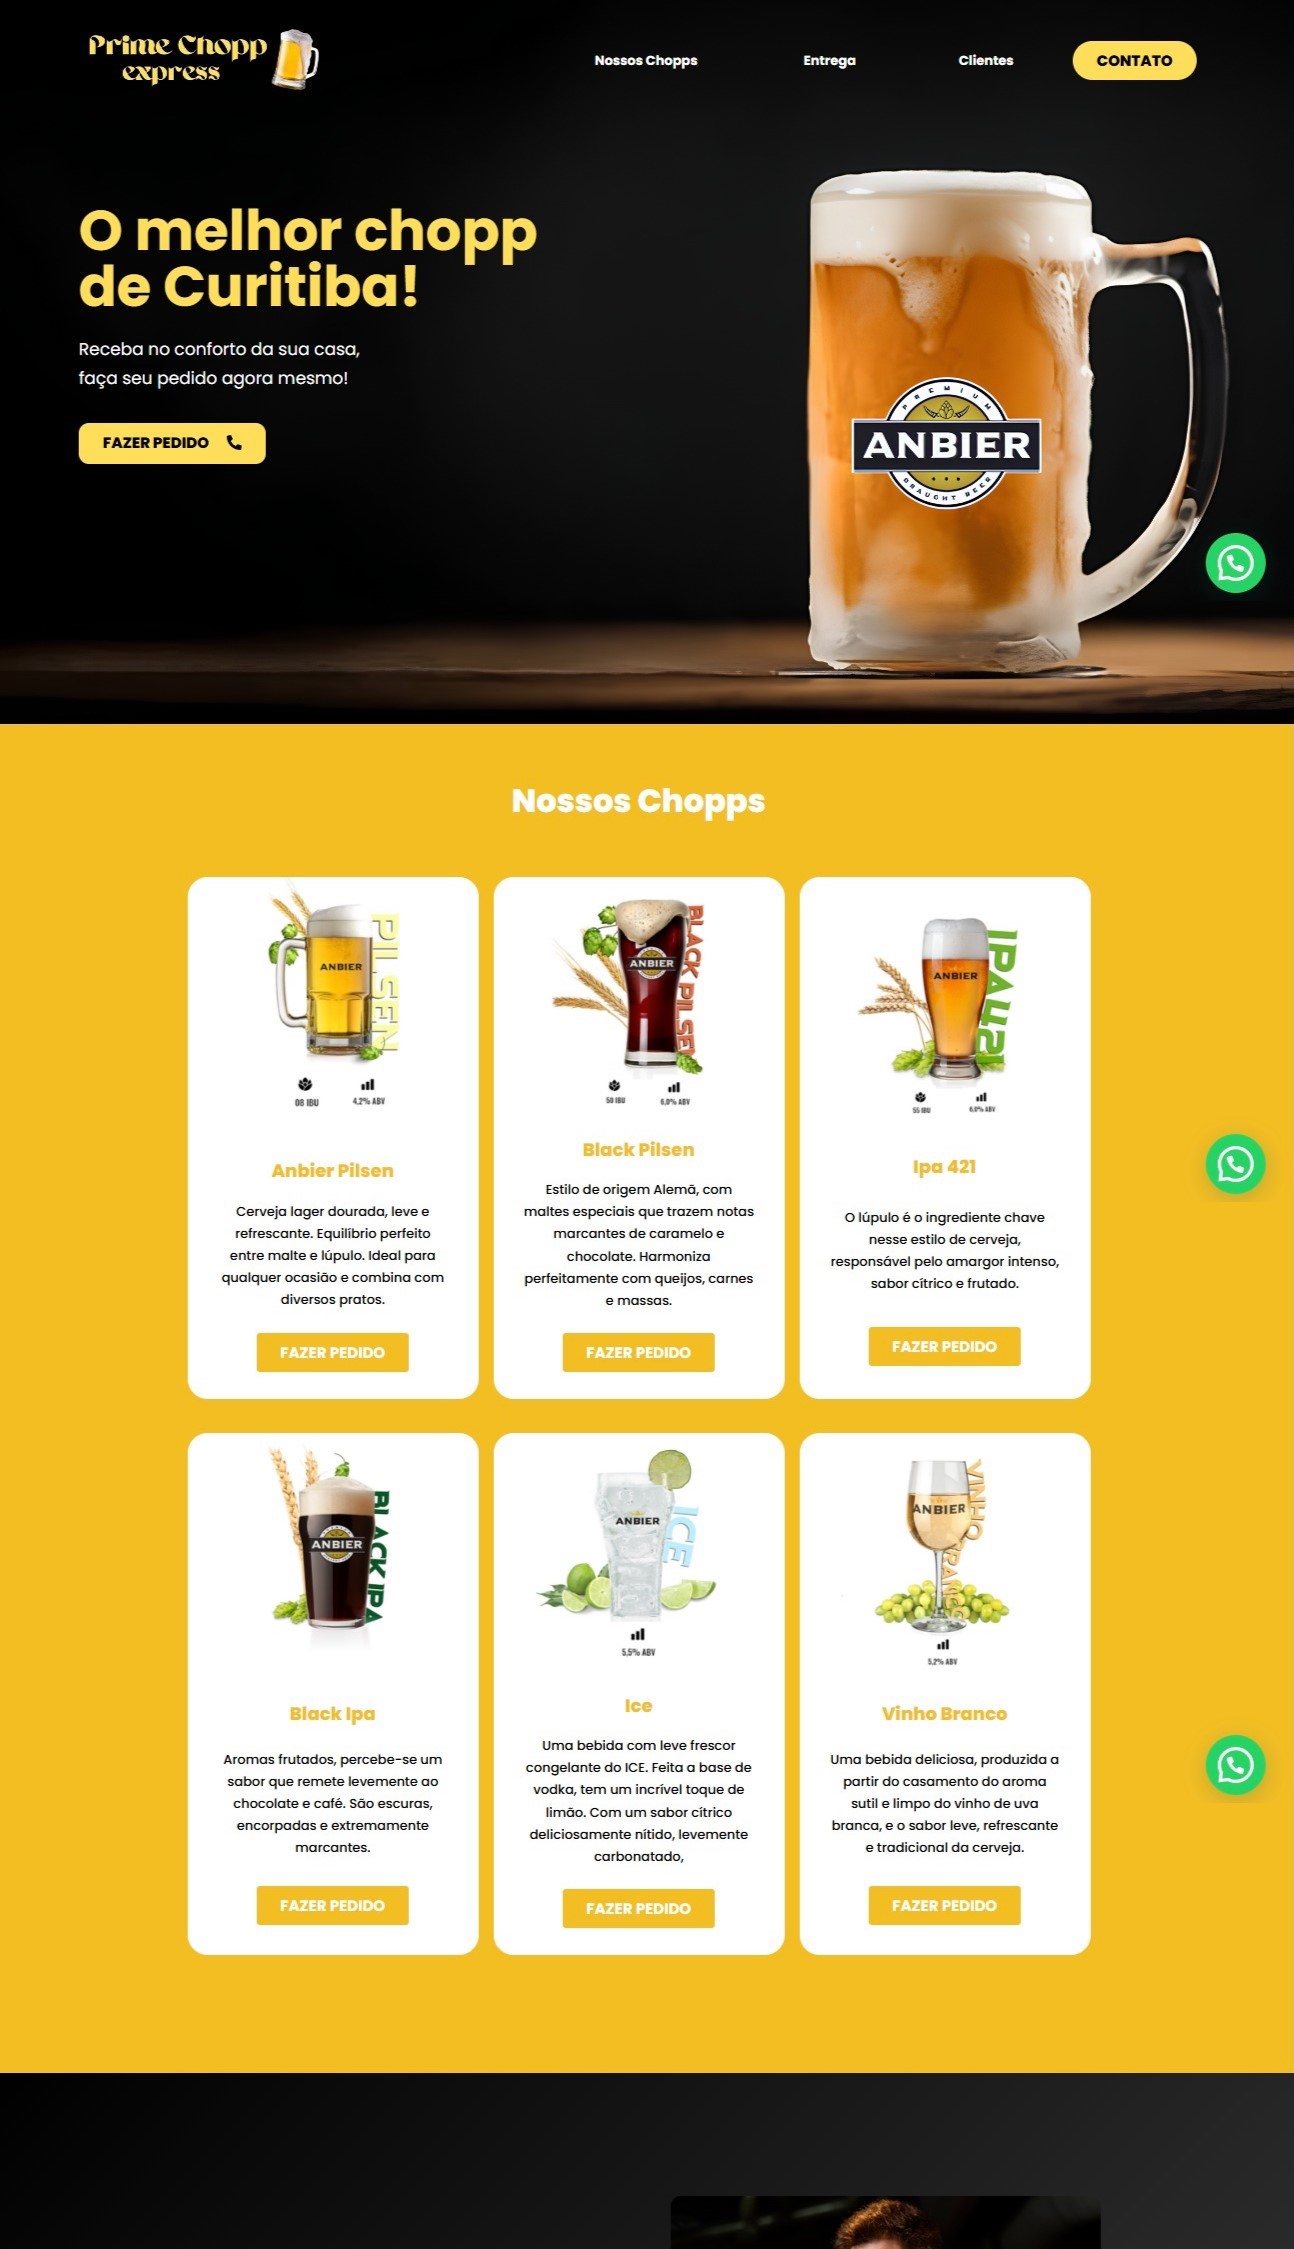 Prime Chopp
express
Nossos Chopps
Entrega
Clientes
CONTATO
O melhor chopp
de Curitiba!
Receba no conforto da sua casa,
faça seu pedido agora mesmo!
FAZER PEDIDO
PREMIUM
ANBIER
DRAUGHT BEER
Nossos Chopps
PILSEN
ANBIER
08 IBU
4,2% ABV
Anbier Pilsen
Cerveja lager dourada, leve e
refrescante. Equilíbrio perfeito
entre malte e lúpulo. Ideal para
qualquer ocasião e combina com
diversos pratos.
FAZER PEDIDO
BLACK PILSEN
ANBIER
50 IBU
6,0% ABV
Black Pilsen
Estilo de origem Alemã, com
maltes especiais que trazem notas
marcantes de caramelo e
chocolate. Harmoniza
perfeitamente com queijos, carnes
e massas.
FAZER PEDIDO
IPA421
ANBIER
55 IBU
6,0% ABV
Ipa 421
O lúpulo é o ingrediente chave
nesse estilo de cerveja,
responsável pelo amargor intenso,
sabor cítrico e frutado.
FAZER PEDIDO
BLACK IPA
ANBIER
Black Ipa
Aromas frutados, percebe-se um
sabor que remete levemente ao
chocolate e café. São escuras,
encorpadas e extremamente
marcantes.
FAZER PEDIDO
ICE
ANBIER
5,5% ABV
Ice
Uma bebida com leve frescor
congelante do ICE. Feita a base de
vodka, tem um incrível toque de
limão. Com um sabor cítrico
deliciosamente nítido, levemente
carbonatado,
FAZER PEDIDO
VINHO BRANCO
ANBIER
5,2% ABV
Vinho Branco
Uma bebida deliciosa, produzida a
partir do casamento do aroma
sutil e limpo do vinho de uva
branca, e o sabor leve, refrescante
e tradicional da cerveja.
FAZER PEDIDO